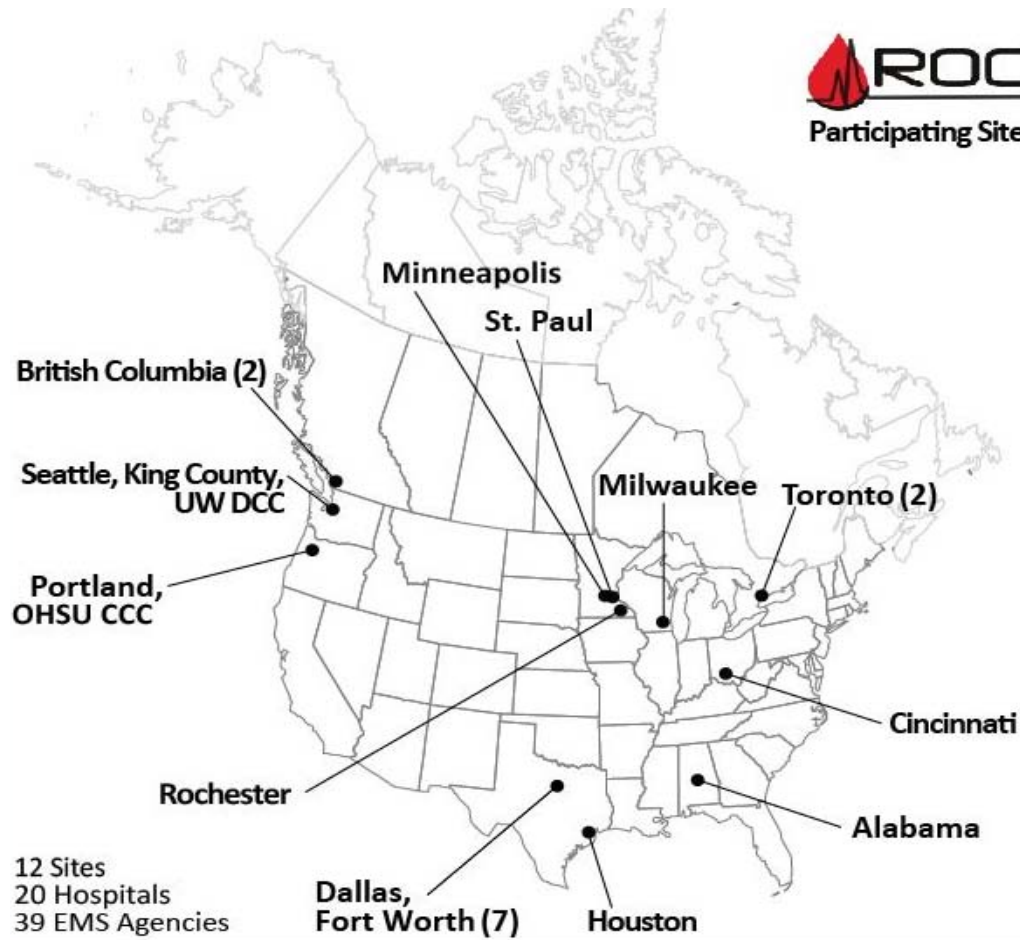 ROC
Participating Site
Minneapolis
St. Paul
British Columbia (2)
Seattle, King County,
UW DCC
Milwaukee
Toronto (2)
Portland,
OHSU CCC
Cincinnati
Rochester
Alabama
12 Sites
20 Hospitals
39 EMS Agencies
Dallas,
Fort Worth (7)
Houston